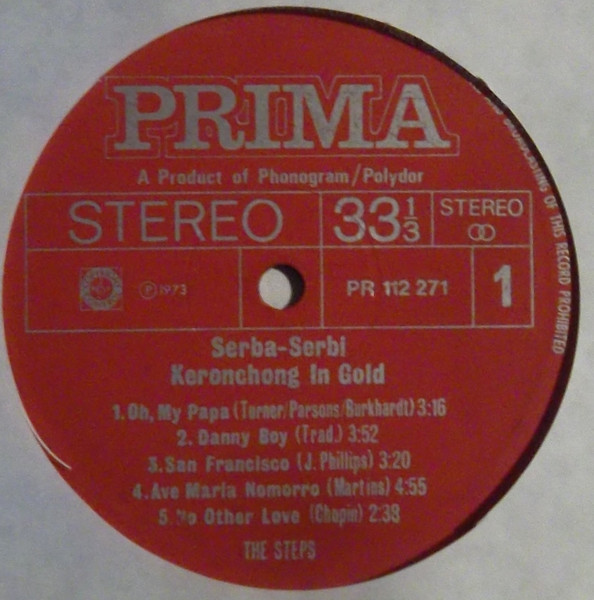 PRIMA
A Product of Phonogram/Polydor
STEREO 33 1/3 STEREO
℗ 1973 PR 112 271 1
Serba-Serbi
Keronchong In Gold
1. Oh, My Papa (Turner/Parsons/Burkhardt) 3:16
2. Danny Boy (Trad.) 3:52
3. San Francisco (J. Phillips) 3:20
4. Ave Maria Nomorro (Martins) 4:55
5. No Other Love (Chopin) 2:38
THE STEPS
BROADCASTING OF THIS RECORD PROHIBITED